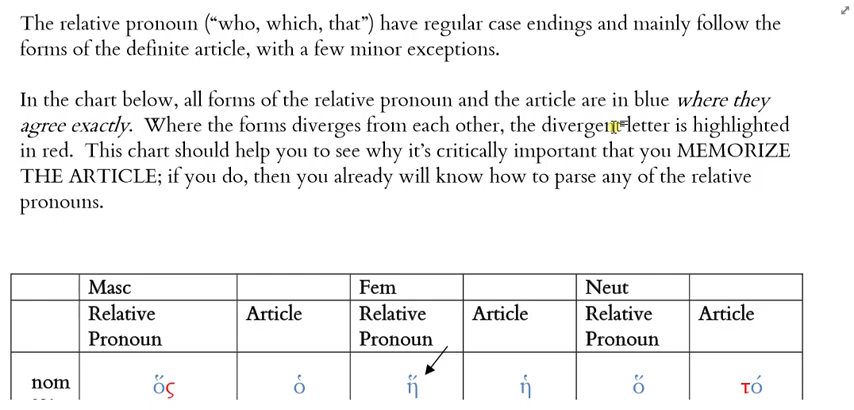 The relative pronoun (“who, which, that”) have regular case endings and mainly follow the
forms of the definite article, with a few minor exceptions.
In the chart below, all forms of the relative pronoun and the article are in blue where they
agree exactly. Where the forms diverges from each other, the divergent letter is highlighted
in red. This chart should help you to see why it’s critically important that you MEMORIZE
THE ARTICLE; if you do, then you already will know how to parse any of the relative
pronouns.
Masc Fem Neut
Relative Pronoun Article Relative Pronoun Article Relative Pronoun Article
nom ὅς ὁ ἥ ἡ ὅ τό